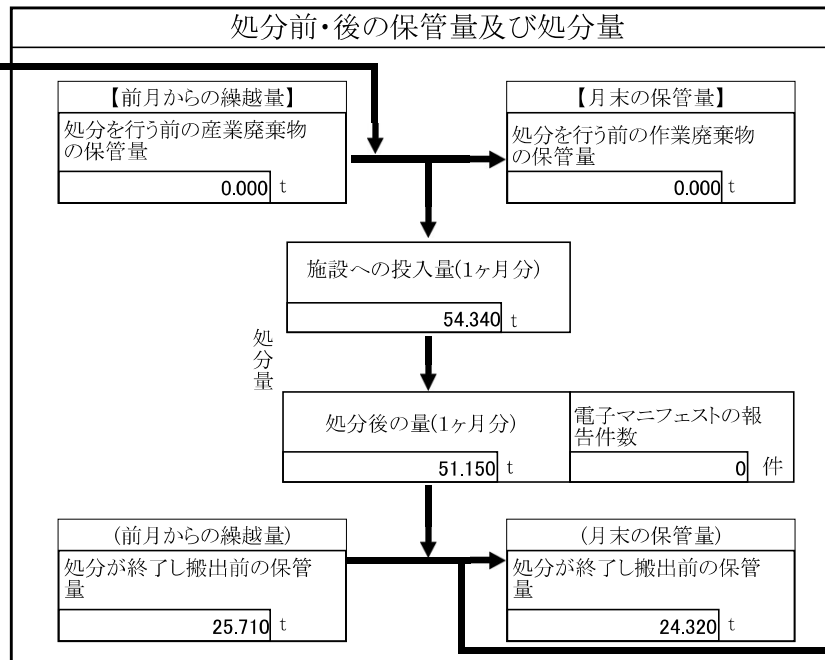 処分前・後の保管量及び処分量
【前月からの繰越量】
処分を行う前の産業廃棄物
の保管量
0.000 t
【月末の保管量】
処分を行う前の作業廃棄物
の保管量
0.000 t
施設への投入量(1ヶ月分)
54.340 t
処分量
処分後の量(1ヶ月分)
51.150 t
電子マニフェストの報
告件数
0 件
(前月からの繰越量)
処分が終了し搬出前の保管
量
25.710 t
(月末の保管量)
処分が終了し搬出前の保管
量
24.320 t